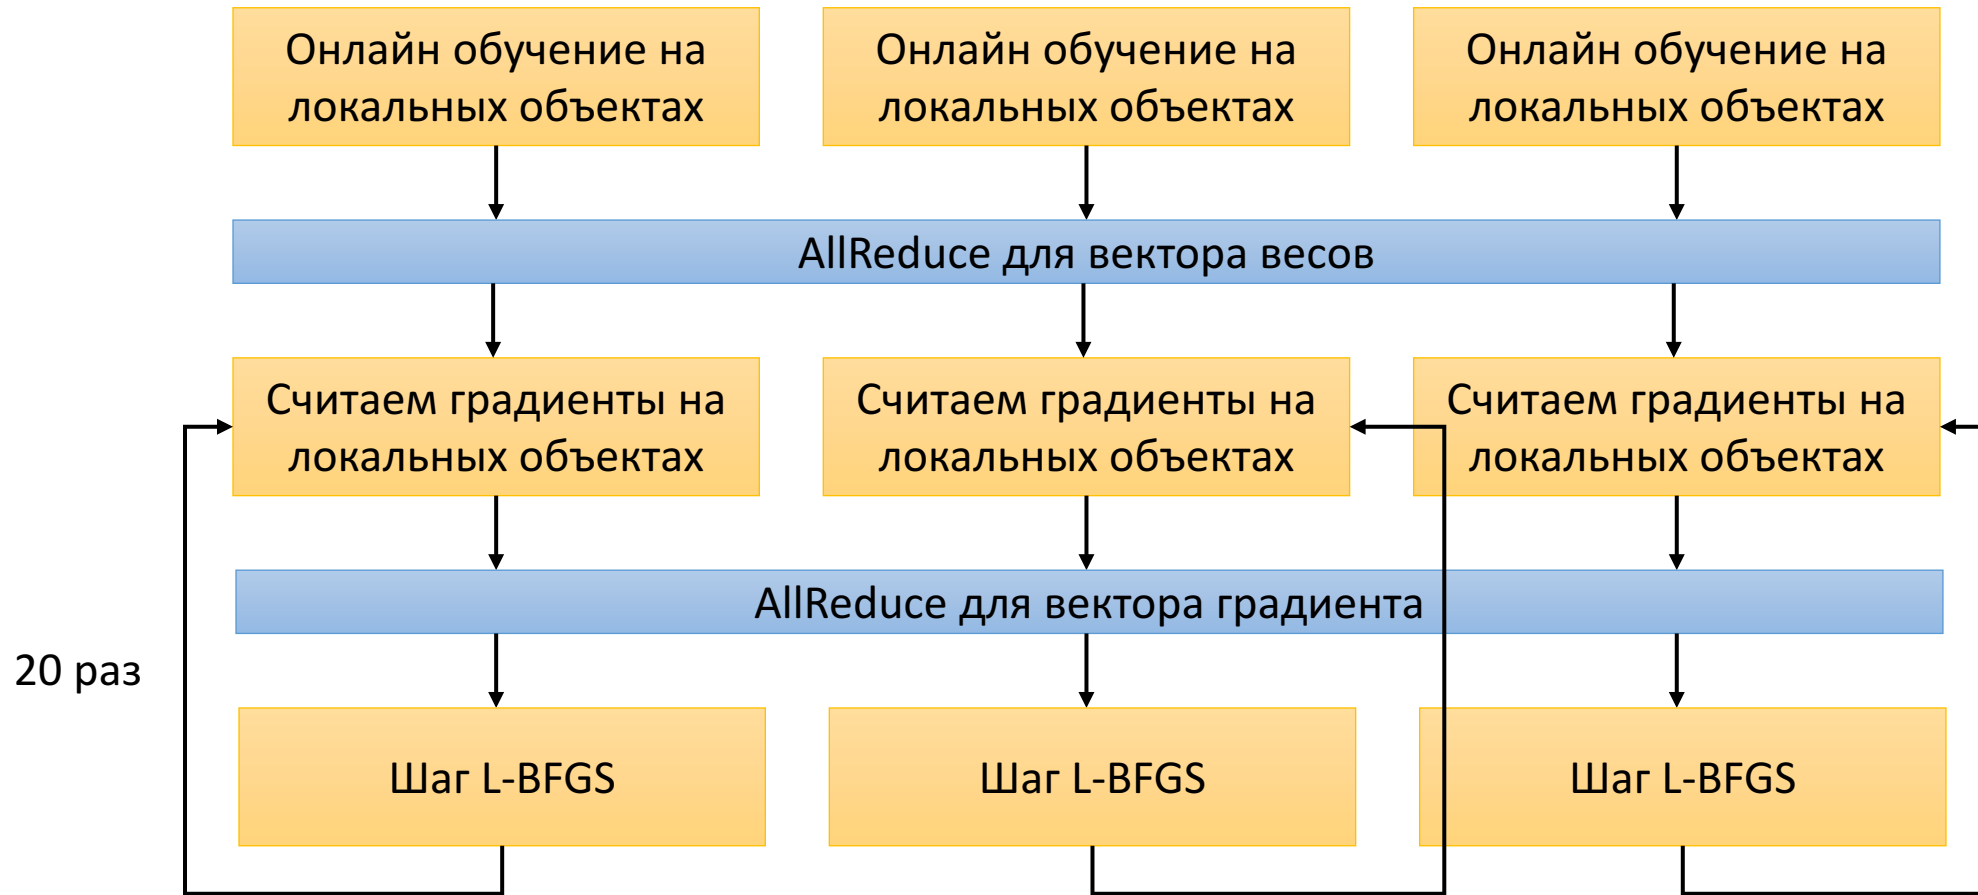 Онлайн обучение на
локальных объектах
Онлайн обучение на
локальных объектах
Онлайн обучение на
локальных объектах
AllReduce для вектора весов
Считаем градиенты на
локальных объектах
Считаем градиенты на
локальных объектах
Считаем градиенты на
локальных объектах
AllReduce для вектора градиента
20 раз
Шаг L-BFGS
Шаг L-BFGS
Шаг L-BFGS